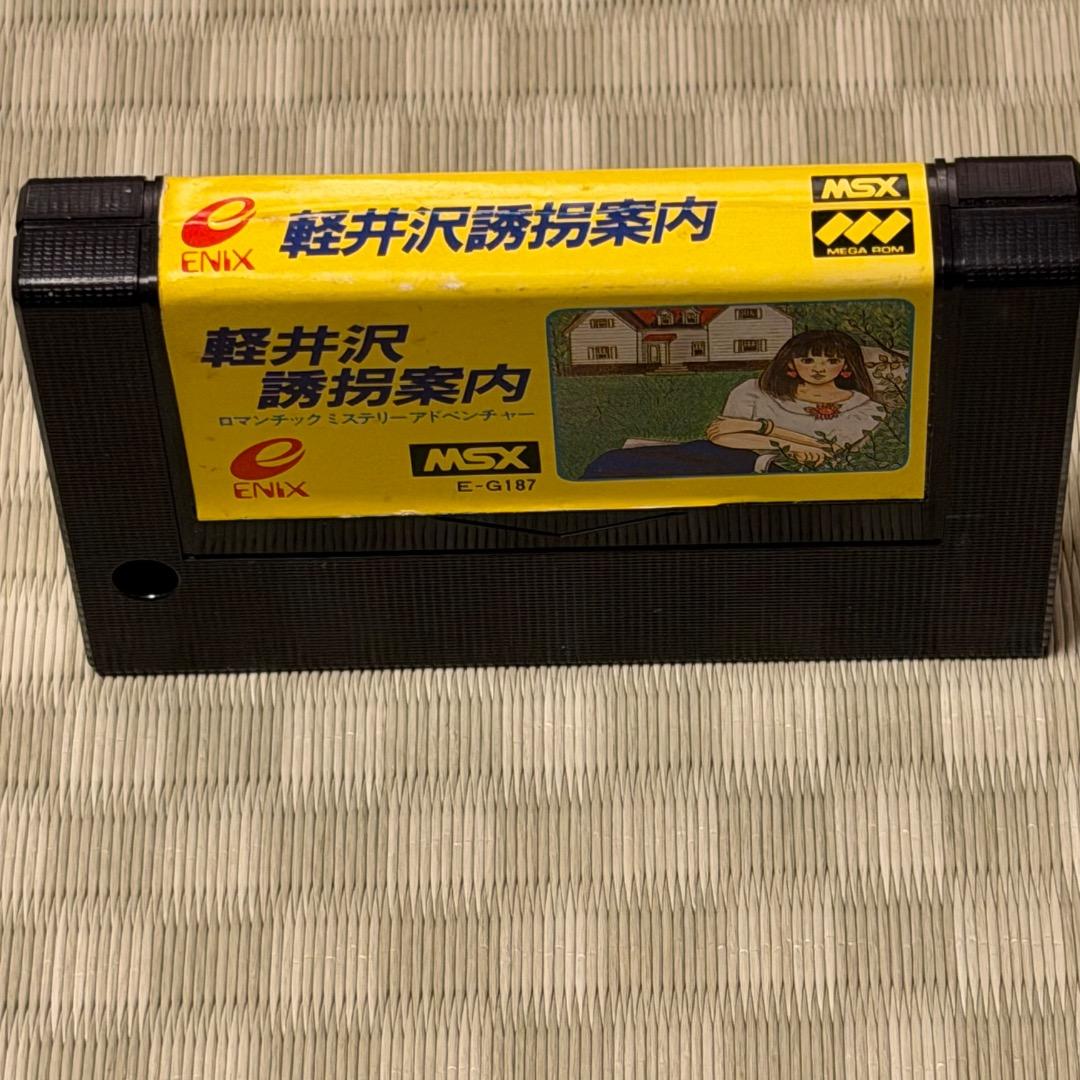 ENIX
軽井沢誘拐案内
MSX
MEGA ROM
軽井沢
誘拐案内
ロマンチックミステリーアドベンチャー
ENIX
MSX
E-G187